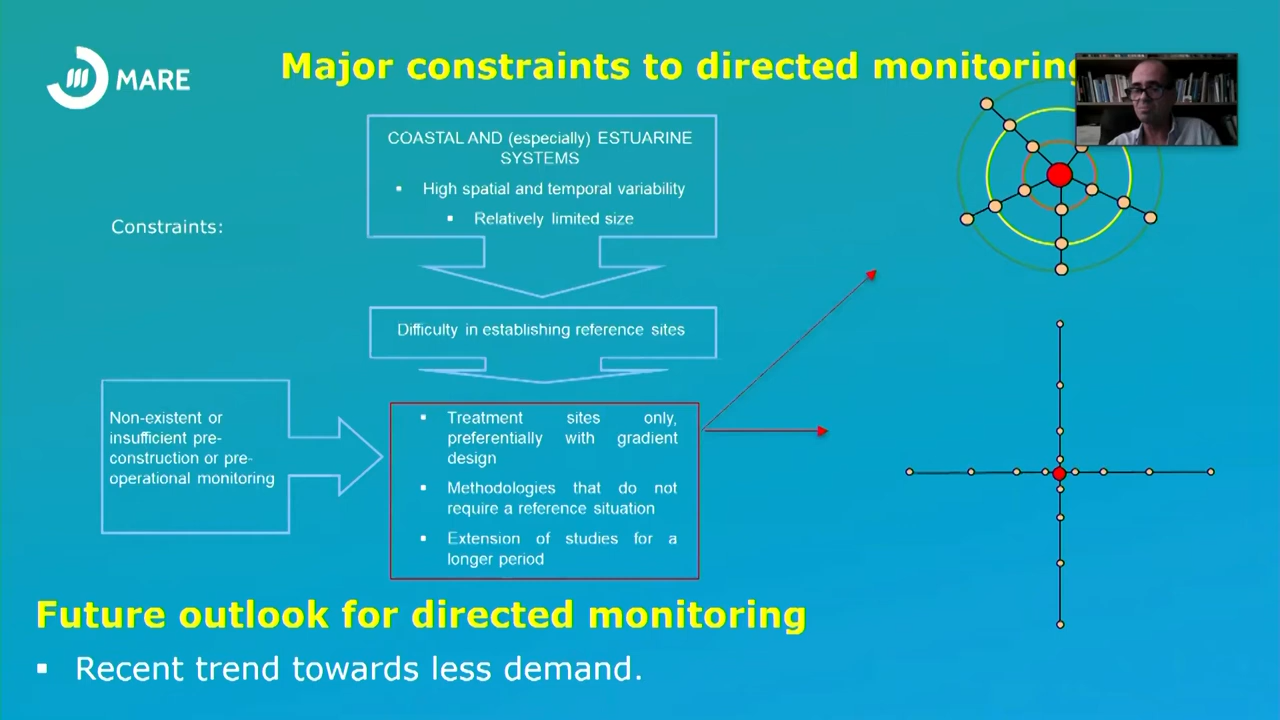 MARE
Major constraints to directed monitoring
COASTAL AND (especially) ESTUARINE
SYSTEMS
▪ High spatial and temporal variability
▪ Relatively limited size
Constraints:
Difficulty in establishing reference sites
Non-existent or
insufficient pre-
construction or pre-
operational monitoring
▪ Treatment sites only,
preferentially with gradient
design
▪ Methodologies that do not
require a reference situation
▪ Extension of studies for a
longer period
Future outlook for directed monitoring
▪ Recent trend towards less demand.